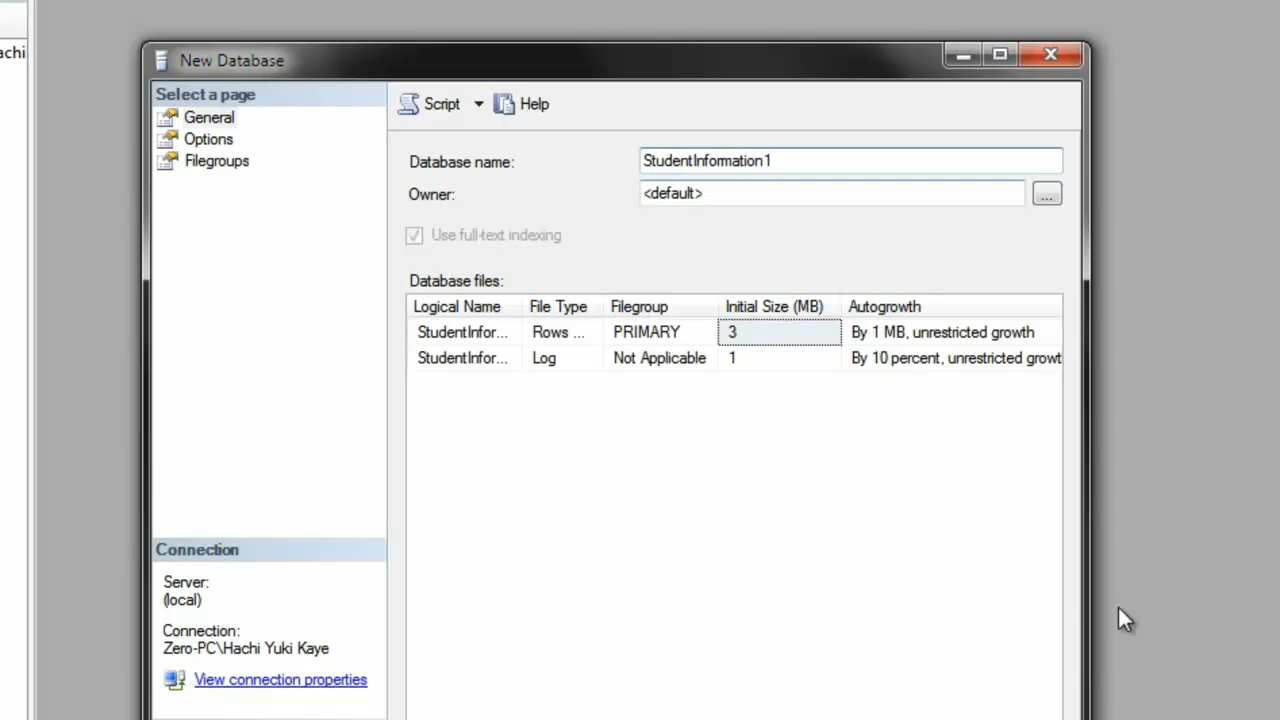 achi
New Database
Select a page
General
Options
Filegroups
Script Help
Database name: StudentInformation1
Owner: <default> ...
Use full-text indexing
Database files:
Logical Name File Type Filegroup Initial Size (MB) Autogrowth
StudentInfor... Rows ... PRIMARY 3 By 1 MB, unrestricted growth
StudentInfor... Log Not Applicable 1 By 10 percent, unrestricted growt
Connection
Server:
(local)
Connection:
Zero-PC\Hachi Yuki Kaye
View connection properties